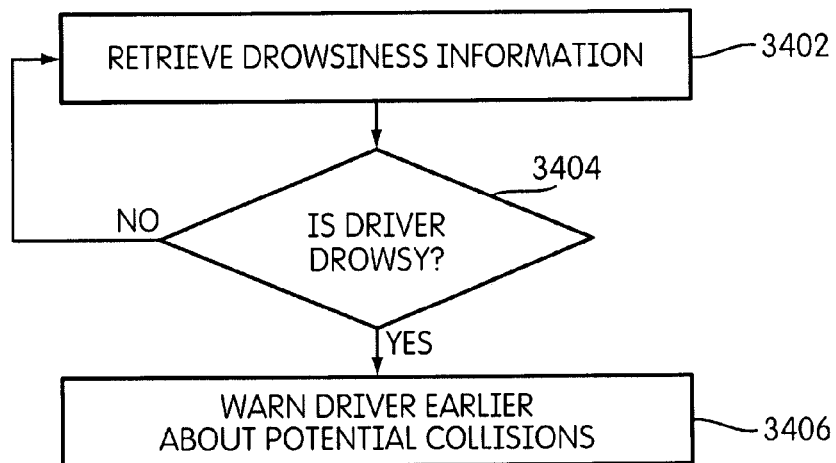 RETRIEVE DROWSINESS INFORMATION
3402
3404
NO
IS DRIVER
DROWSY?
YES
WARN DRIVER EARLIER
ABOUT POTENTIAL COLLISIONS
3406